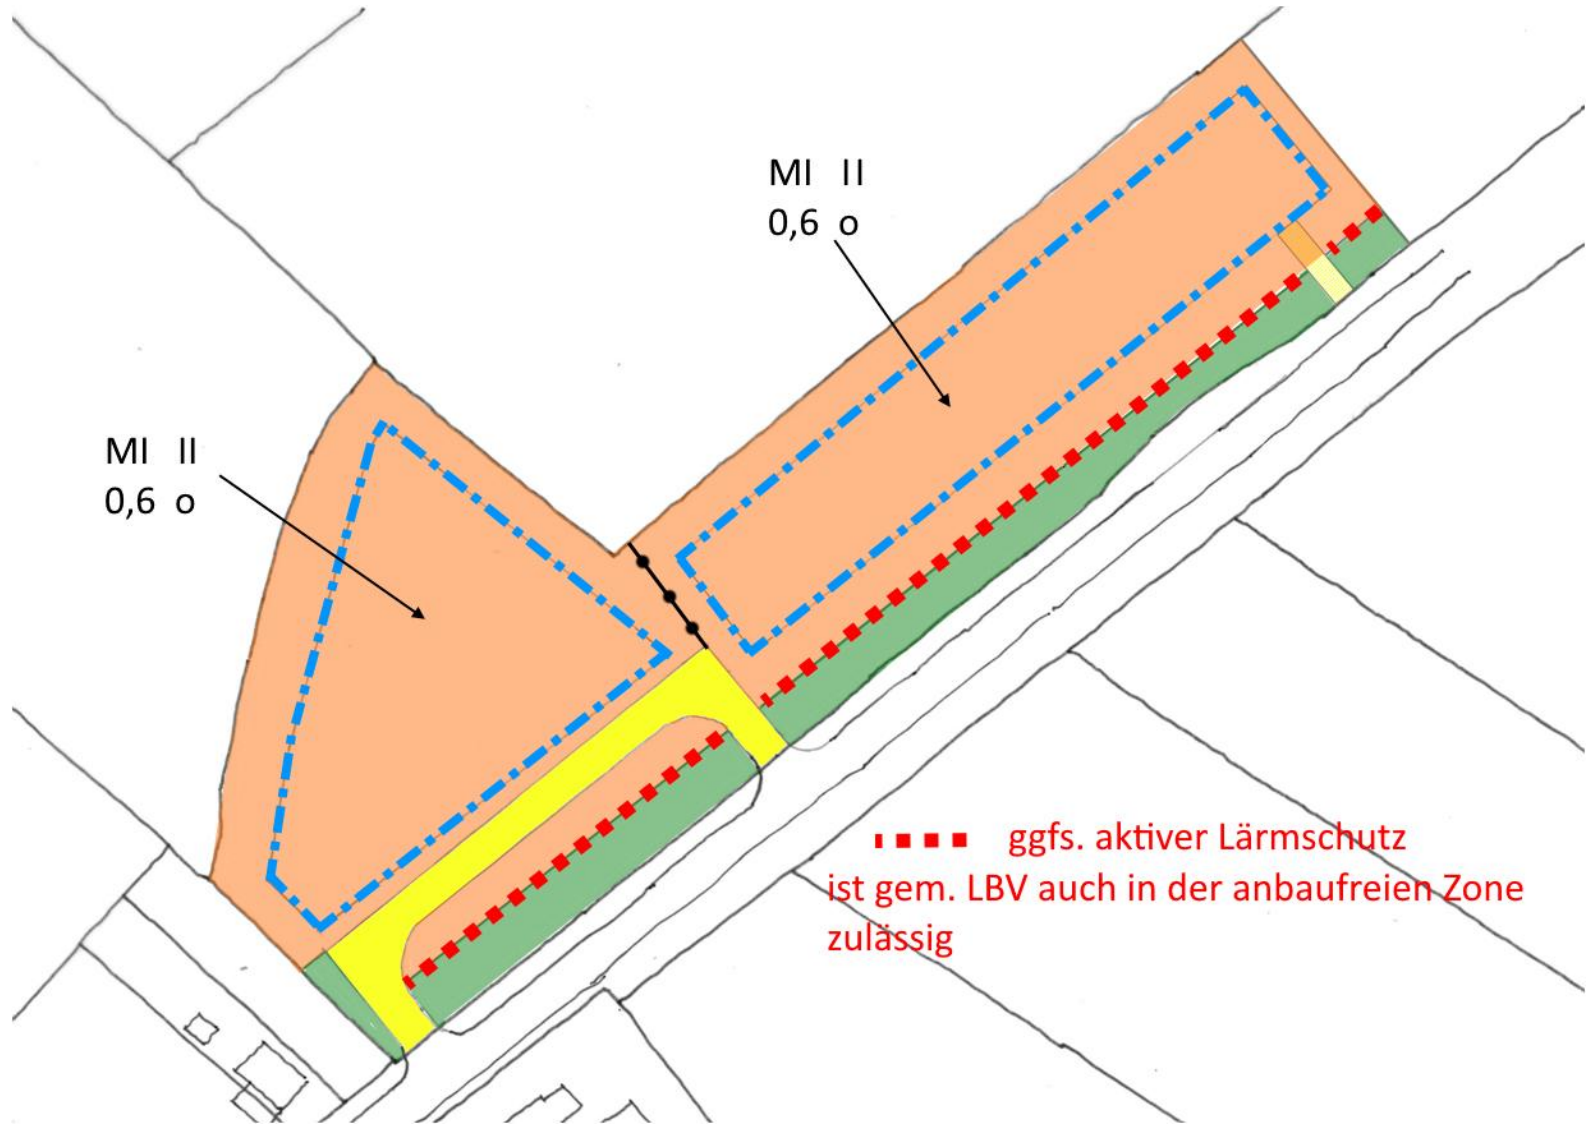 MI II
0,6 o
MI II
0,6 o
ggfs. aktiver Lärmschutz
ist gem. LBV auch in der anbaufreien Zone
zulässig